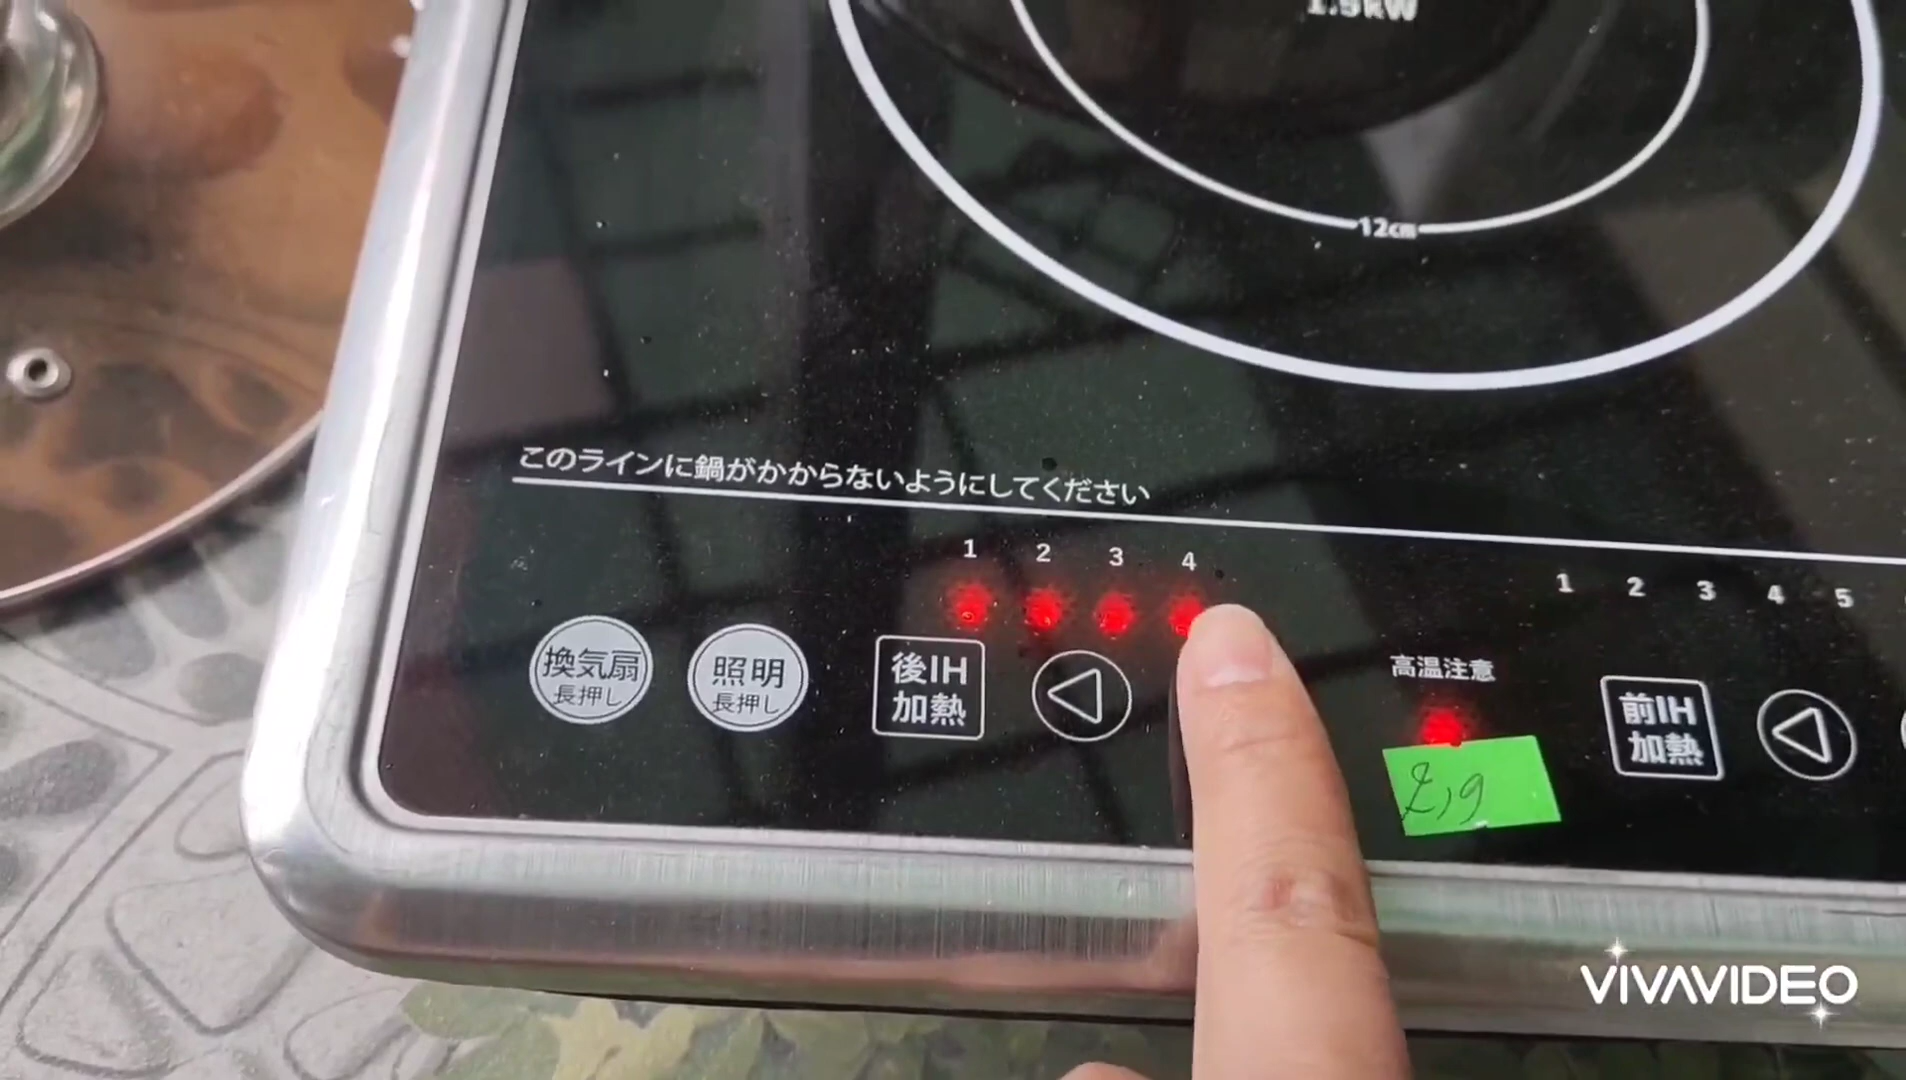 1.9kW
12cm
このラインに鍋がかからないようにしてください
1 2 3 4
1 2 3 4 5
換気扇
長押し
照明
長押し
後IH
加熱
高温注意
前IH
加熱
2,9
VIVAVIDEO